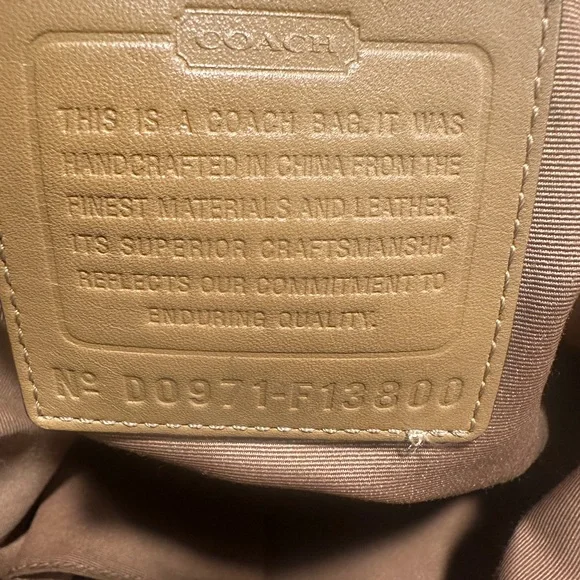 COACH
THIS IS A COACH BAG. IT WAS
HANDCRAFTED IN CHINA FROM THE
FINEST MATERIALS AND LEATHER.
ITS SUPERIOR CRAFTSMANSHIP
REFLECTS OUR COMMITMENT TO
ENDURING QUALITY.
Nº D0971-F13800